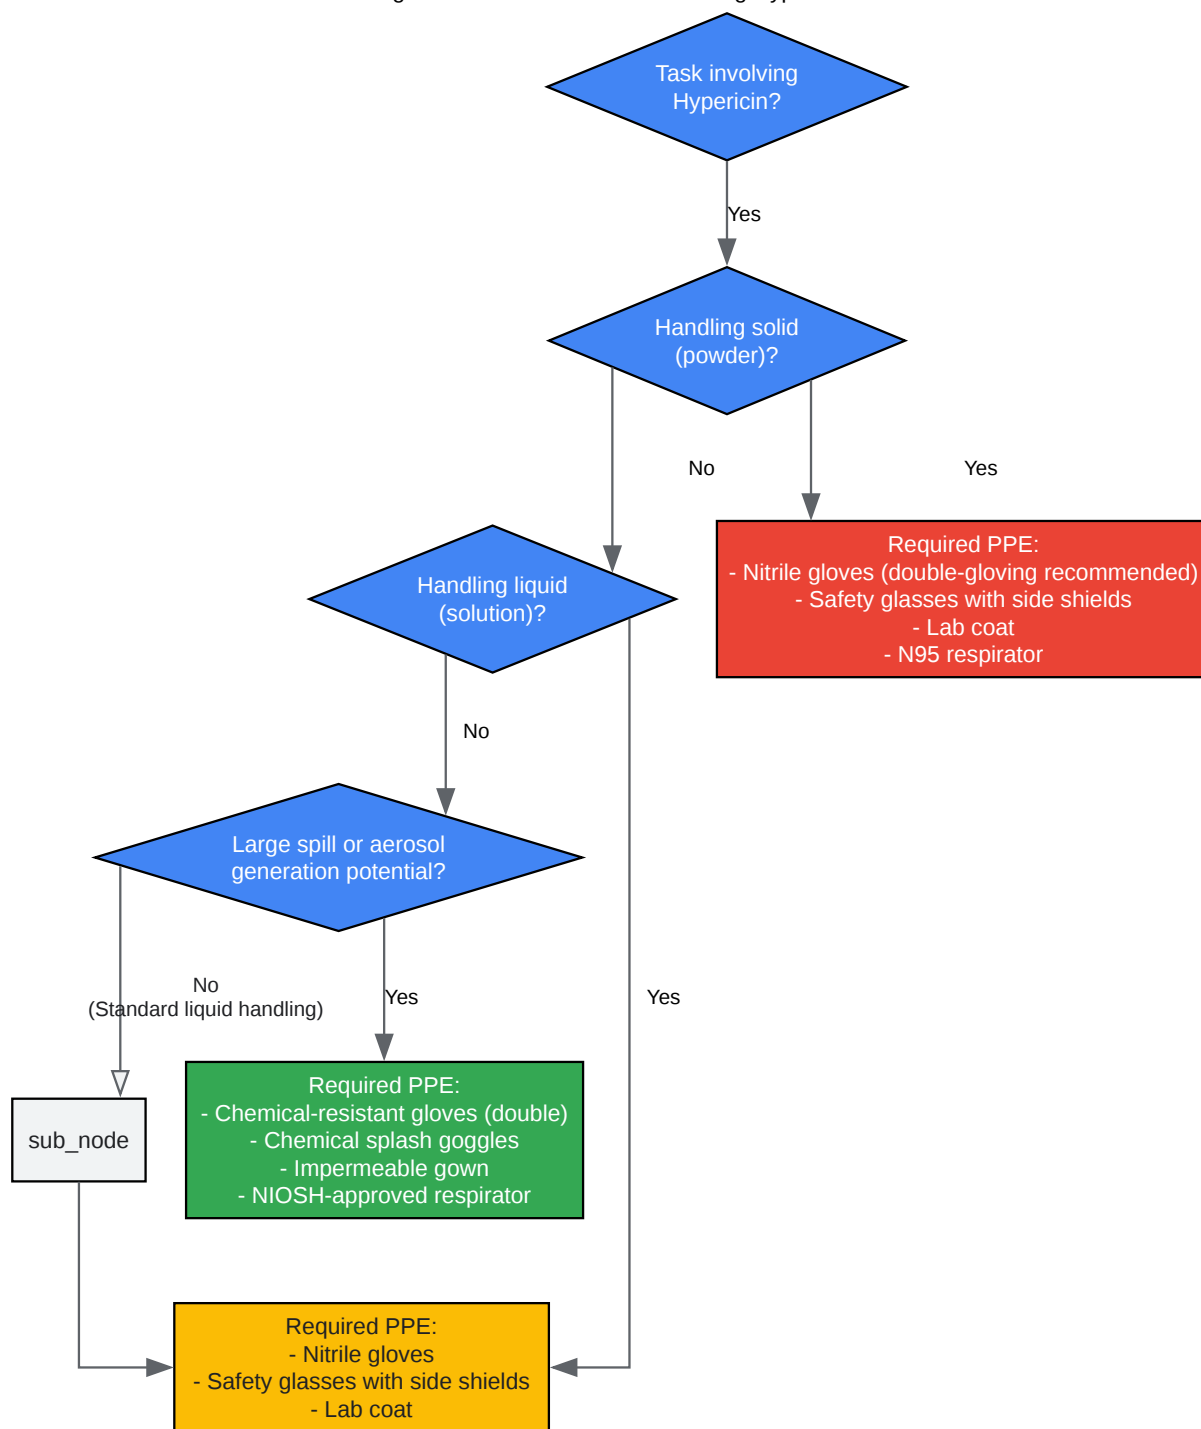 Task involving
Hypericin?
Yes
Handling solid
(powder)?
No
Yes
Required PPE:
- Nitrile gloves (double-gloving recommended)
- Safety glasses with side shields
- Lab coat
- N95 respirator
Handling liquid
(solution)?
No
Large spill or aerosol
generation potential?
No
(Standard liquid handling)
Yes
Yes
sub_node
Required PPE:
- Chemical-resistant gloves (double)
- Chemical splash goggles
- Impermeable gown
- NIOSH-approved respirator
Required PPE:
- Nitrile gloves
- Safety glasses with side shields
- Lab coat